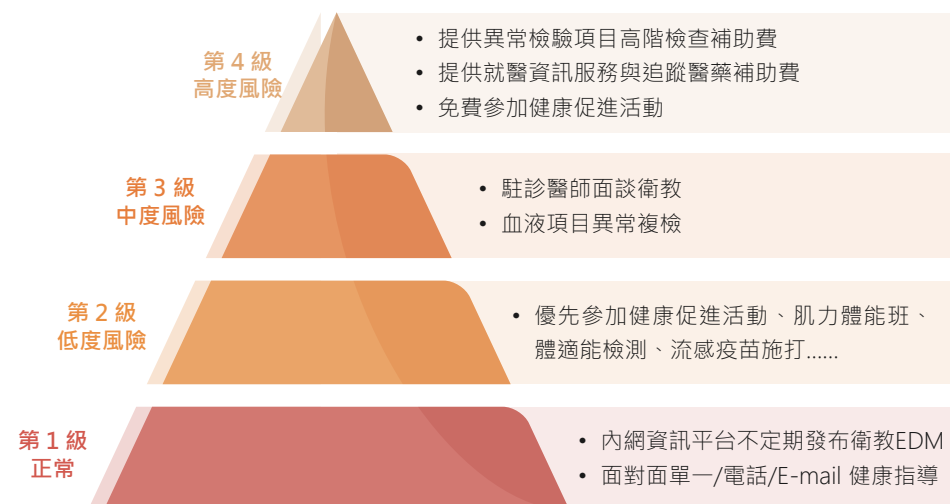 第 4 級
高度風險
• 提供異常檢驗項目高階檢查補助費
• 提供就醫資訊服務與追蹤醫藥補助費
• 免費參加健康促進活動
第 3 級
中度風險
• 駐診醫師面談衛教
• 血液項目異常複檢
第 2 級
低度風險
• 優先參加健康促進活動、肌力體能班、
體適能檢測、流感疫苗施打......
第 1 級
正常
• 內網資訊平台不定期發布衛教EDM
• 面對面單一/電話/E-mail 健康指導